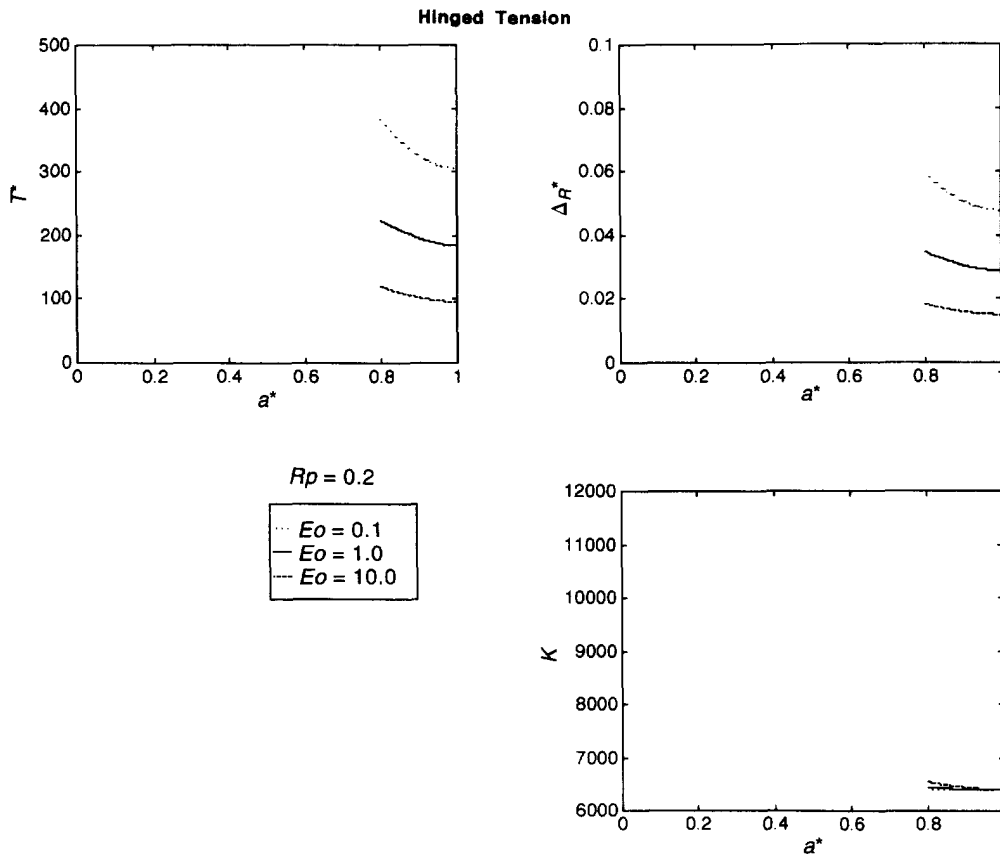 Hinged Tension
500
400
300
200
100
0
T*
0 0.2 0.4 0.6 0.8 1
a*
0.1
0.08
0.06
0.04
0.02
0
ΔR*
0 0.2 0.4 0.6 0.8 1
a*
Rp = 0.2
Eo = 0.1
Eo = 1.0
Eo = 10.0
12000
11000
10000
9000
8000
7000
6000
K
0 0.2 0.4 0.6 0.8 1
a*